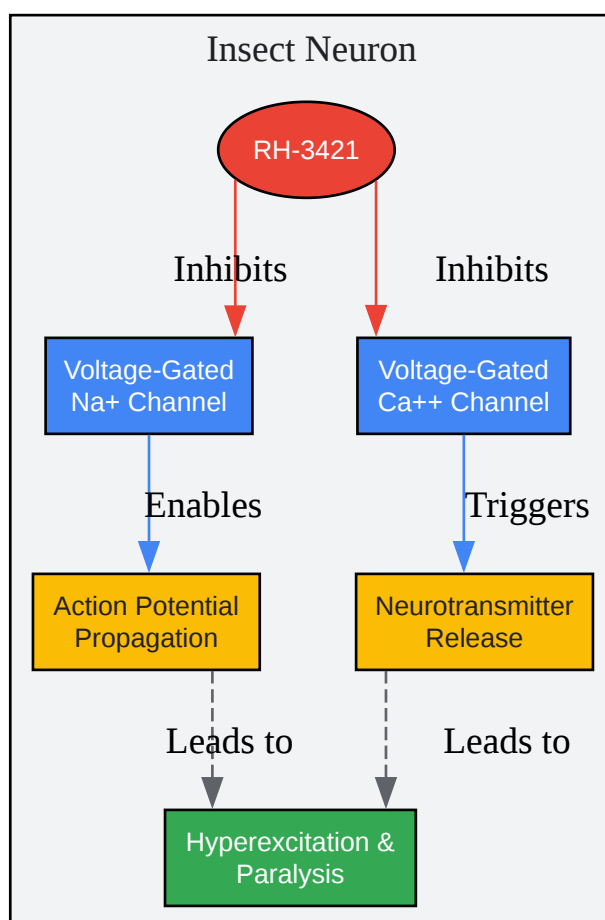 Insect Neuron
RH-3421
Inhibits
Inhibits
Voltage-Gated
Na+ Channel
Voltage-Gated
Ca++ Channel
Enables
Triggers
Action Potential
Propagation
Neurotransmitter
Release
Leads to
Leads to
Hyperexcitation &
Paralysis